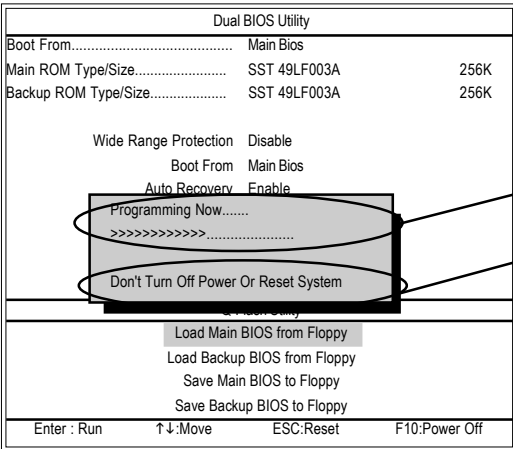 Dual BIOS Utility
Boot From.......................................... Main Bios
Main ROM Type/Size........................ SST 49LF003A 256K
Backup ROM Type/Size.................... SST 49LF003A 256K
Wide Range Protection Disable
Boot From Main Bios
Auto Recovery Enable
Programming Now.......
>>>>>>>>>>>>.......................
Don't Turn Off Power Or Reset System
Utility
Load Main BIOS from Floppy
Load Backup BIOS from Floppy
Save Main BIOS to Floppy
Save Backup BIOS to Floppy
Enter : Run ↑↓:Move ESC:Reset F10:Power Off